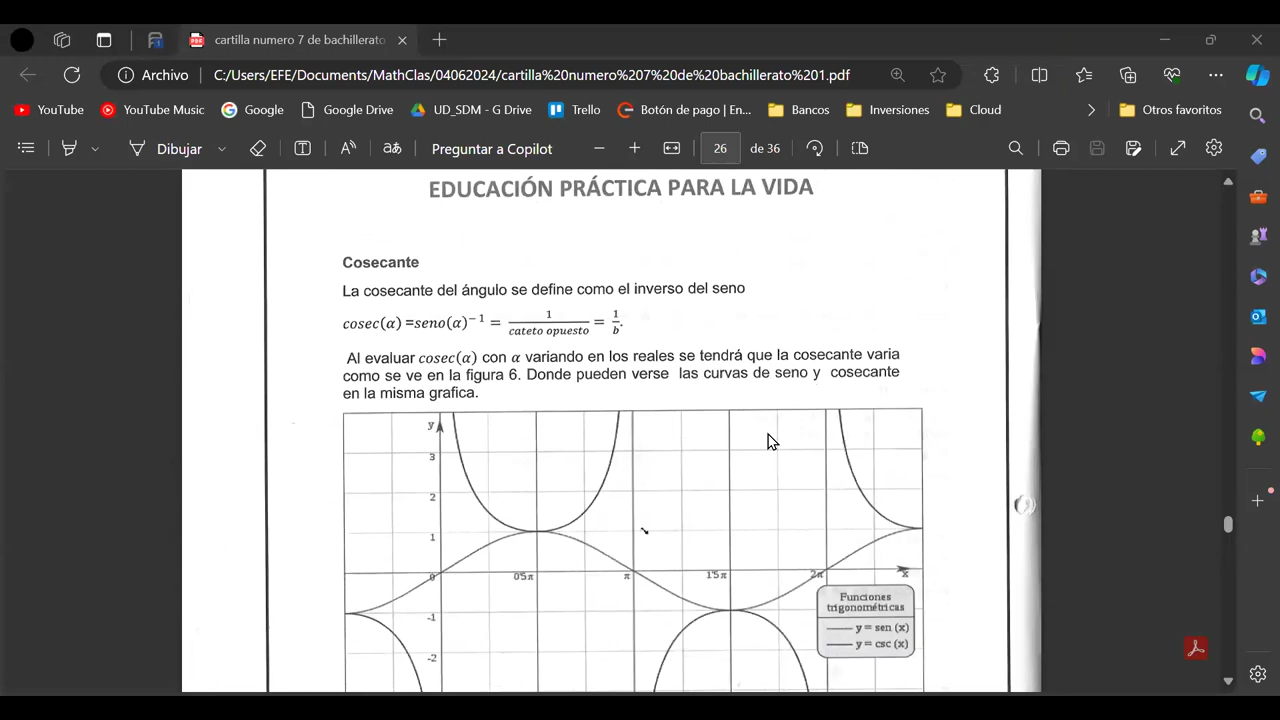 cartilla numero 7 de bachillerato
Archivo C:/Users/EFE/Documents/MathClas/04062024/cartilla%20numero%207%20de%20bachillerato%201.pdf
YouTube YouTube Music Google Google Drive UD_SDM - G Drive Trello Botón de pago | En... Bancos Inversiones Cloud Otros favoritos
Dibujar Preguntar a Copilot 26 de 36
EDUCACIÓN PRÁCTICA PARA LA VIDA
Cosecante
La cosecante del ángulo se define como el inverso del seno
cosec(α) =seno(α)⁻¹ = 1/cateto opuesto = 1/b.
Al evaluar cosec(α) con α variando en los reales se tendrá que la cosecante varia
como se ve en la figura 6. Donde pueden verse las curvas de seno y cosecante
en la misma grafica.
y
3
2
1
0 0'5π π 1'5π 2π x
-1
-2
Funciones
trigonométricas
y = sen (x)
y = csc (x)